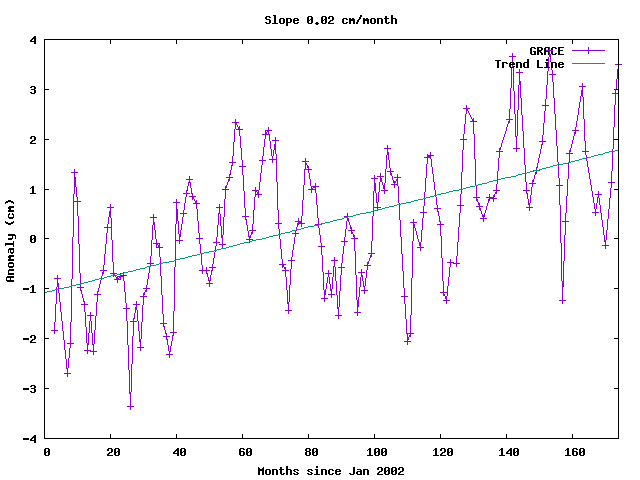 Slope 0.02 cm/month
GRACE
Trend Line
4
3
2
1
0
-1
-2
-3
-4
Anomaly (cm)
0 20 40 60 80 100 120 140 160
Months since Jan 2002